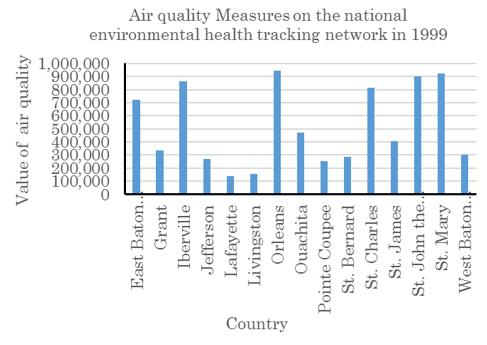 Air quality Measures on the national
environmental health tracking network in 1999
Value of air quality
1,000,000
900,000
800,000
700,000
600,000
500,000
400,000
300,000
200,000
100,000
0
East Baton...
Grant
Iberville
Jefferson
Lafayette
Livingston
Orleans
Ouachita
Pointe Coupee
St. Bernard
St. Charles
St. James
St. John the...
St. Mary
West Baton...
Country